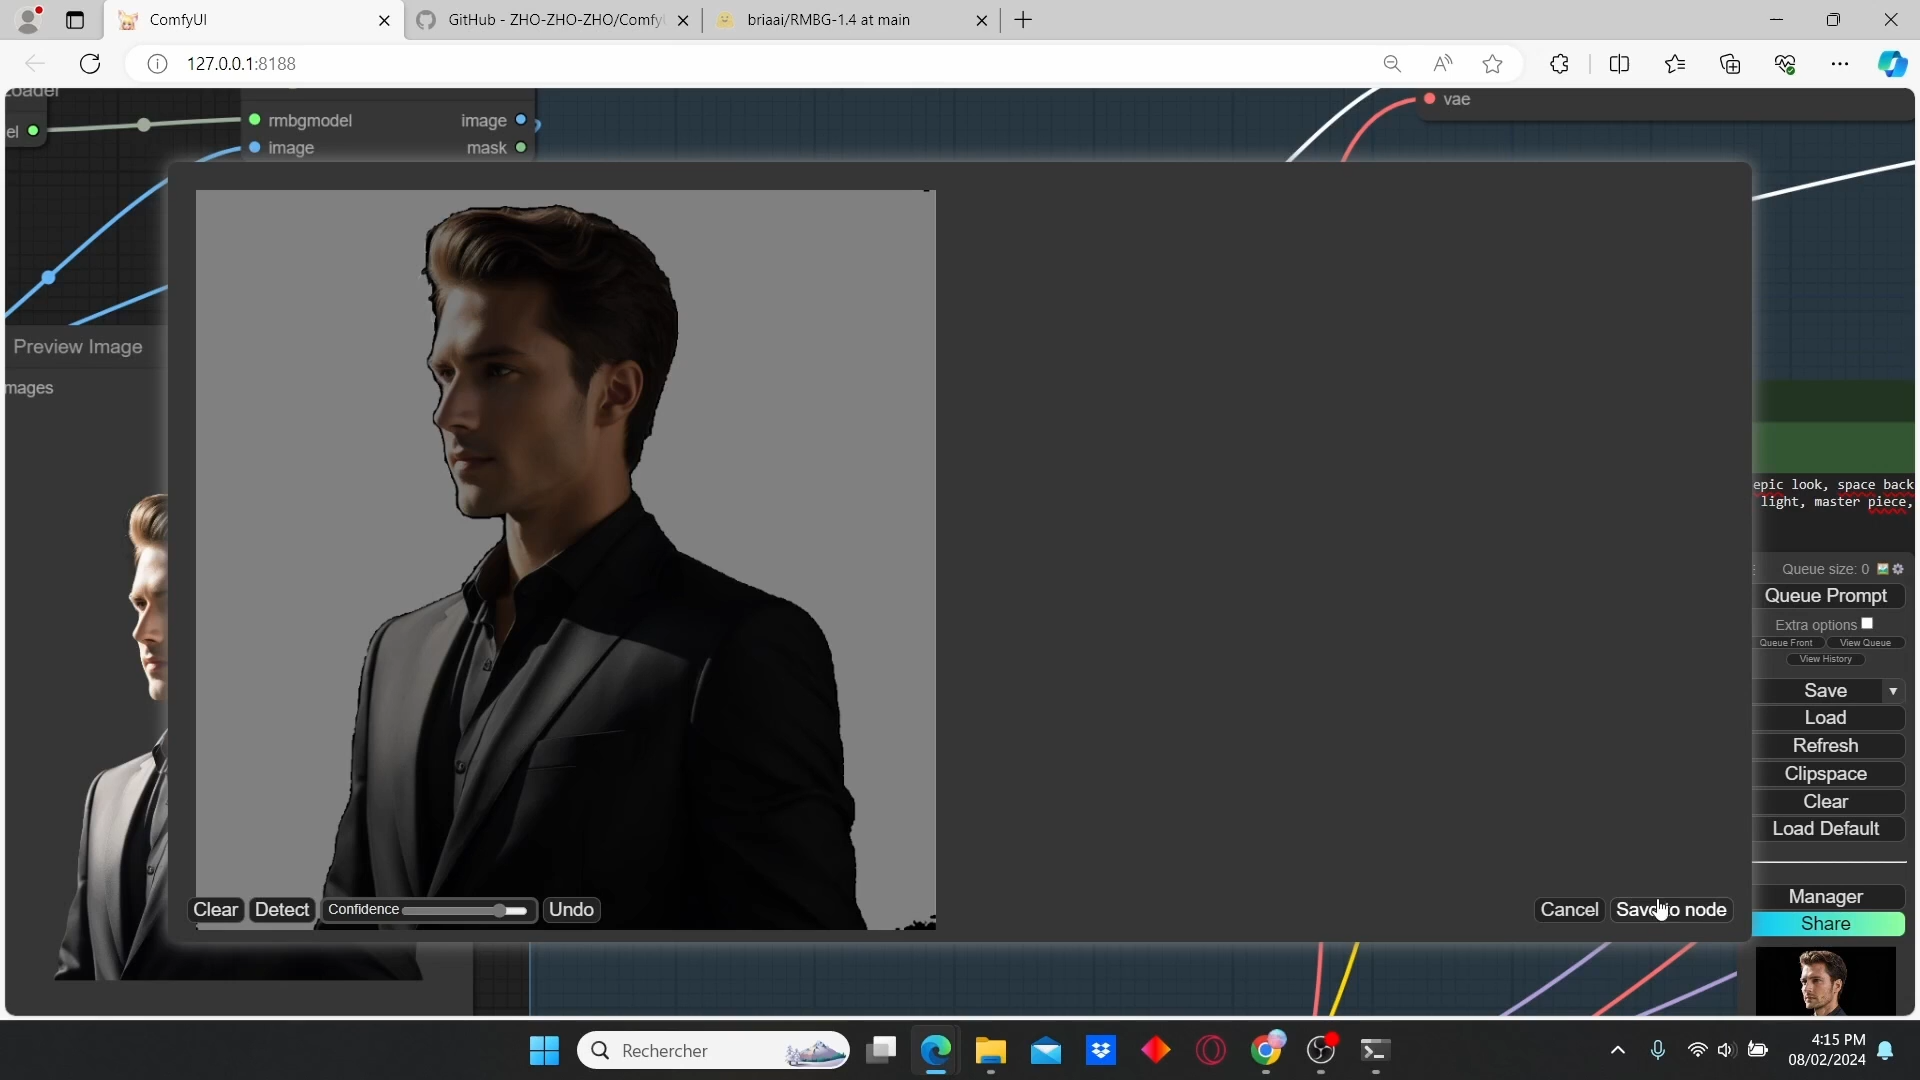 ComfyUI
GitHub - ZHO-ZHO-ZHO/Comfy
briaai/RMBG-1.4 at main
127.0.0.1:8188
el
rmbgmodel
image
image
mask
vae
Preview Image
mages
epic look, space back
light, master piece,
Queue size: 0
Queue Prompt
Extra options
Queue Front
View Queue
View History
Save
Load
Refresh
Clipspace
Clear
Load Default
Manager
Share
Clear
Detect
Confidence
Undo
Cancel
Save to node
Rechercher
4:15 PM
08/02/2024